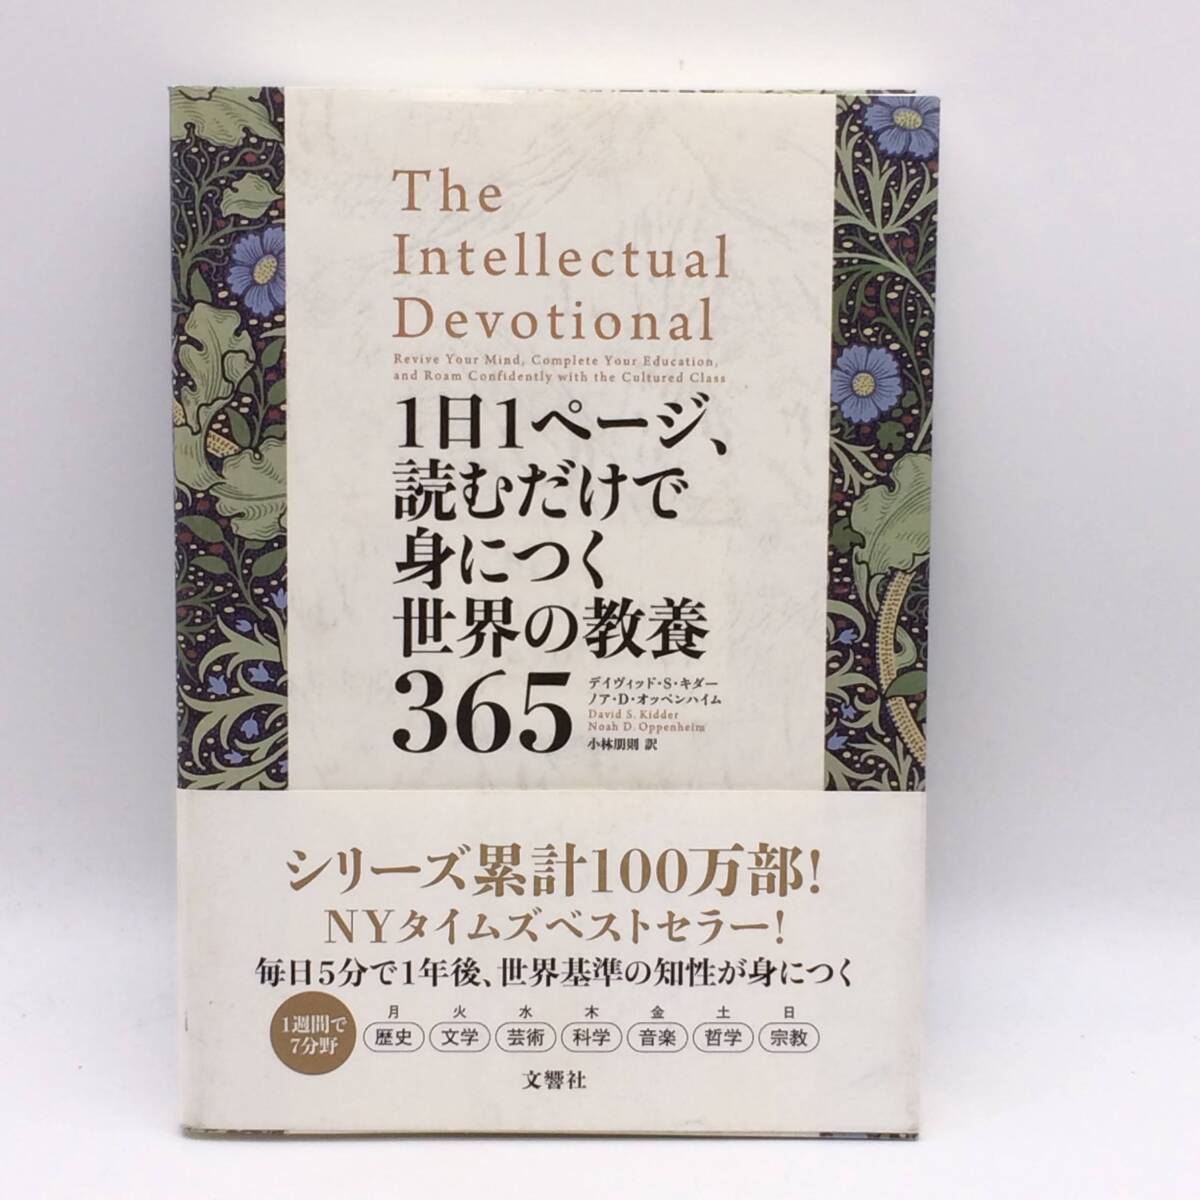 The
Intellectual
Devotional
Revive Your Mind, Complete Your Education,
and Roam Confidently with the Cultured Class
1日1ページ、
読むだけで
身につく
世界の教養
365
デイヴィッド・S・キダー
ノア・D・オッペンハイム
David S. Kidder
Noah D. Oppenheim
小林朋則 訳
シリーズ累計100万部!
NYタイムズベストセラー!
毎日5分で1年後、世界基準の知性が身につく
1週間で
7分野
月 火 水 木 金 土 日
歴史 文学 芸術 科学 音楽 哲学 宗教
文響社